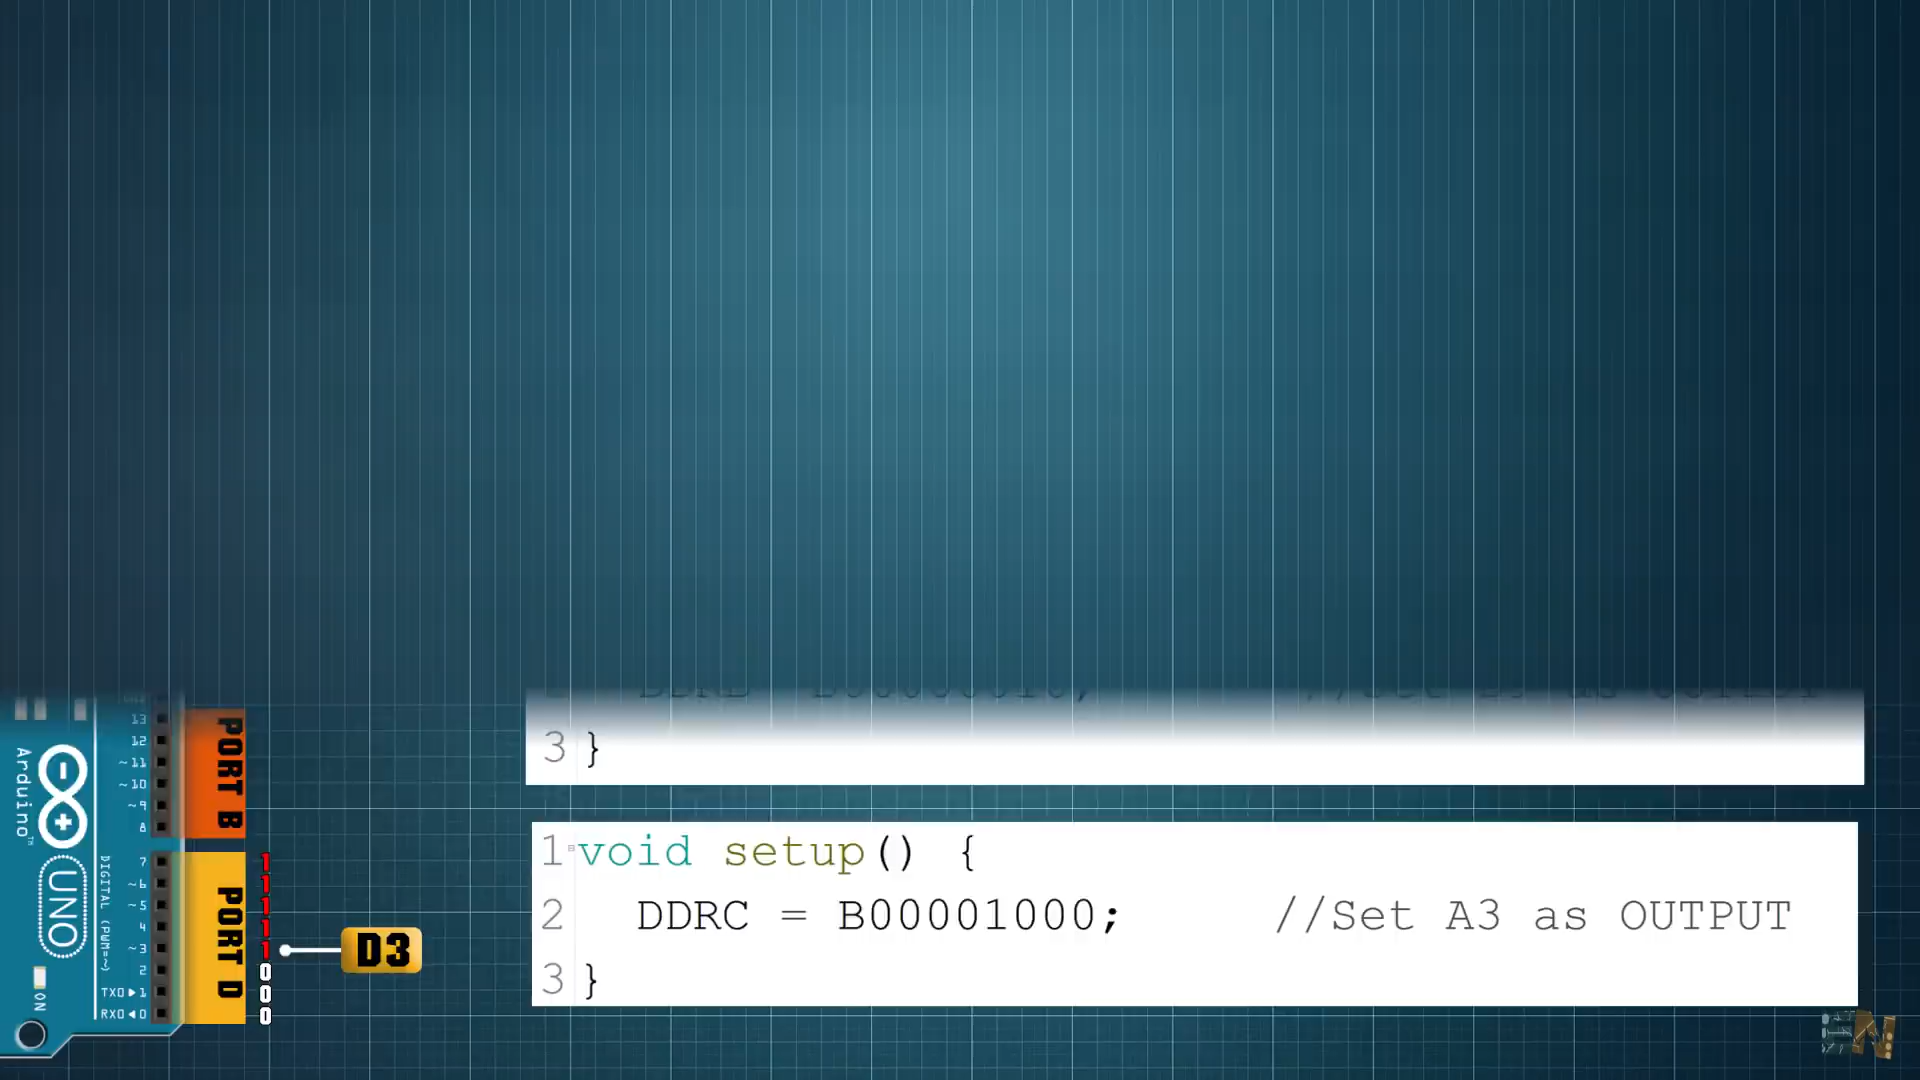 3 }
1 void setup() {
2 DDRC = B00001000; //Set A3 as OUTPUT
3 }
13
12
~11
~10
~9
8
7
~6
~5
4
~3
2
TX0►1
RX0◄0
Arduino™
UNO
DIGITAL (PWM=~)
ON
PORT B
PORT D
1
1
1
1
1
0
0
0
D3